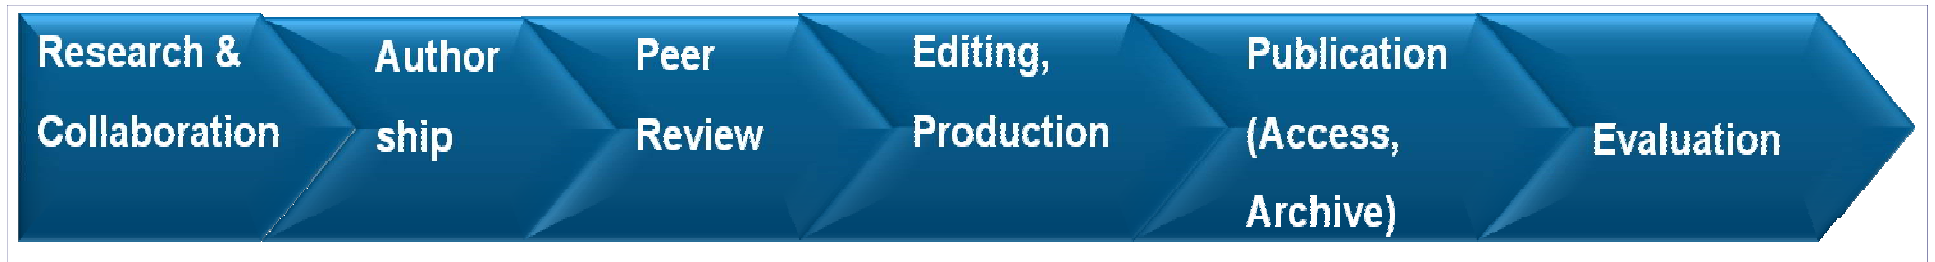 Research &
Collaboration
Author
ship
Peer
Review
Editing,
Production
Publication
(Access,
Archive)
Evaluation